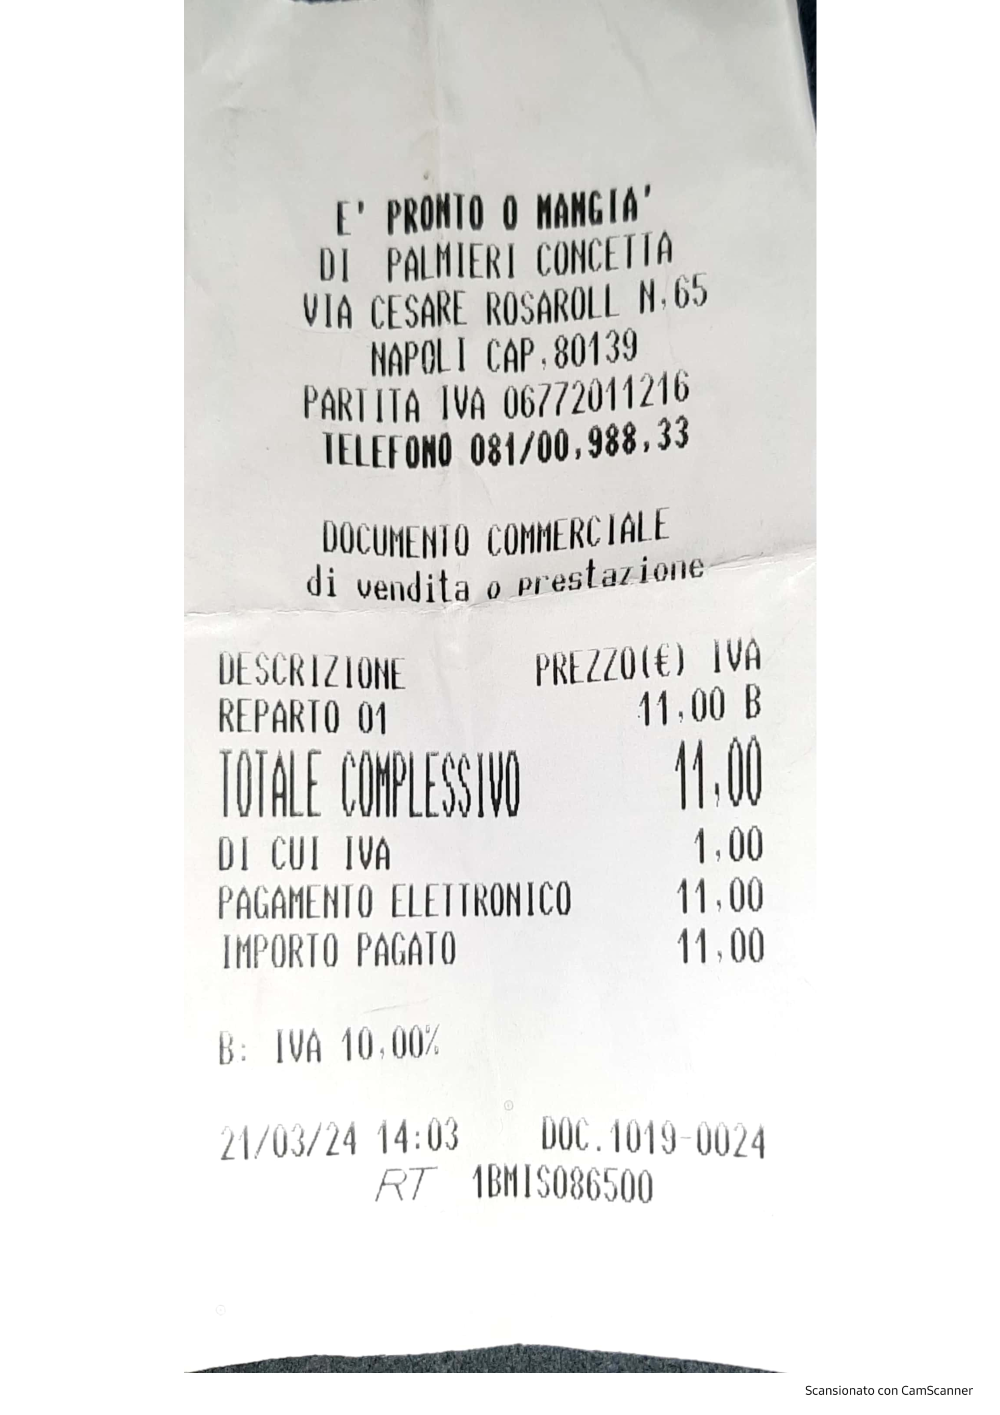 E' PRONTO O MANGIA'
DI PALMIERI CONCETTA
VIA CESARE ROSAROLL N.65
NAPOLI CAP.80139
PARTITA IVA 06772011216
TELEFONO 081/00.988.33
DOCUMENTO COMMERCIALE
di vendita o prestazione
DESCRIZIONE PREZZO(€) IVA
REPARTO 01 11,00 B
TOTALE COMPLESSIVO 11,00
DI CUI IVA 1,00
PAGAMENTO ELETTRONICO 11,00
IMPORTO PAGATO 11,00
B: IVA 10,00%
21/03/24 14:03 DOC.1019-0024
RT 1BMIS086500
Scansionato con CamScanner